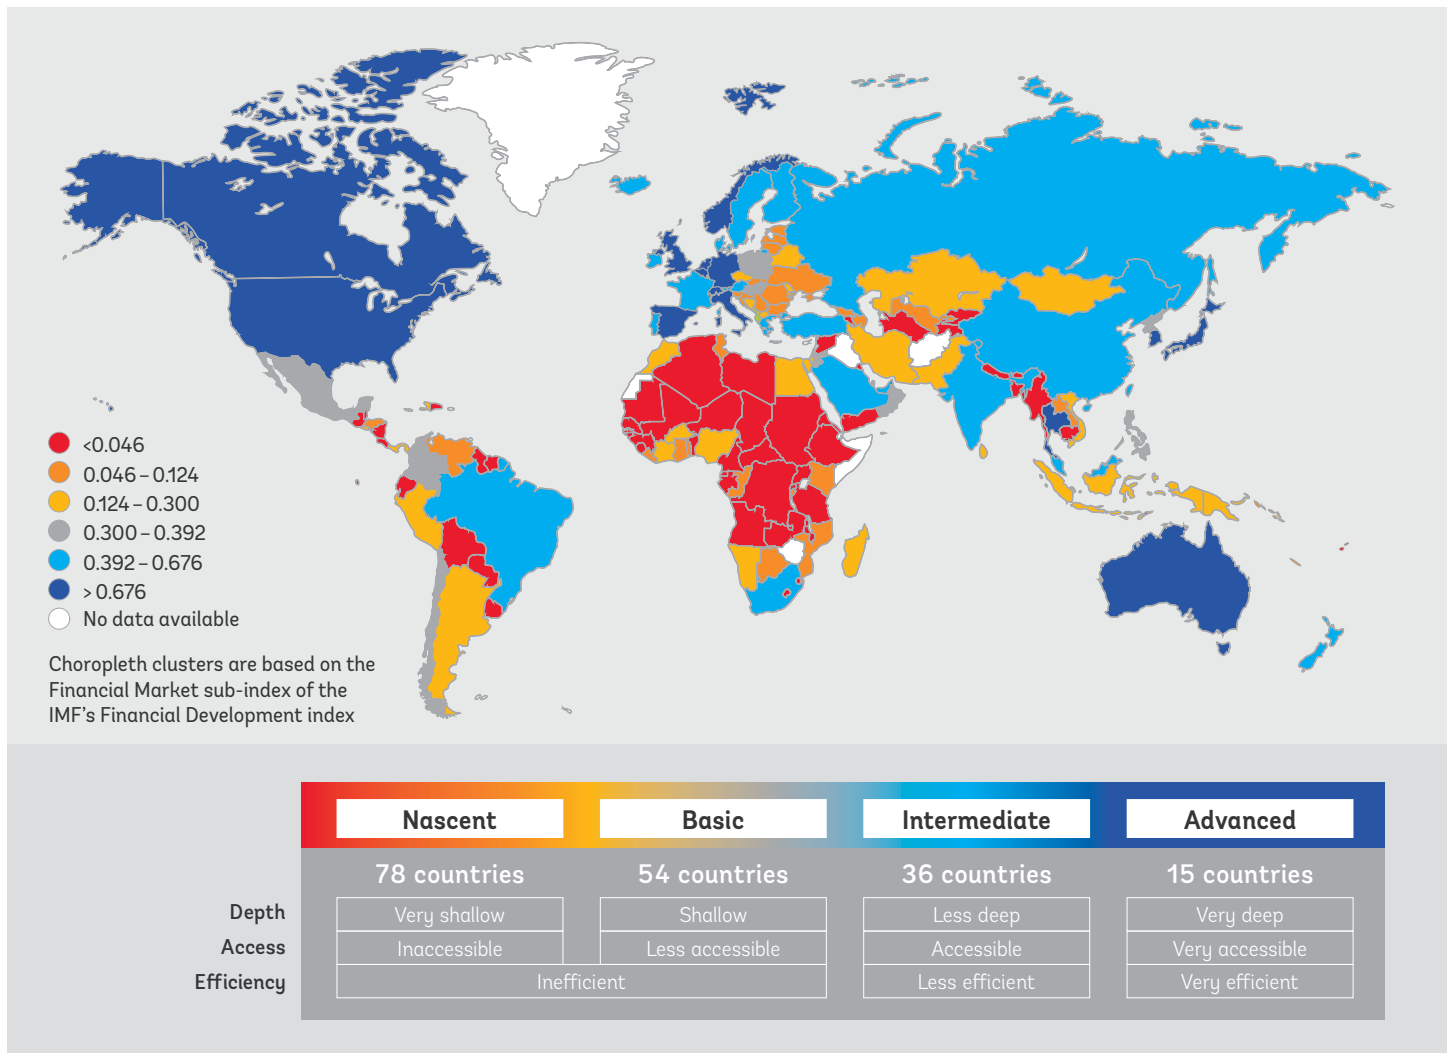 <0.046
0.046 – 0.124
0.124 – 0.300
0.300 – 0.392
0.392 – 0.676
> 0.676
No data available
Choropleth clusters are based on the
Financial Market sub-index of the
IMF's Financial Development index
Nascent Basic Intermediate Advanced
78 countries 54 countries 36 countries 15 countries
Depth Very shallow Shallow Less deep Very deep
Access Inaccessible Less accessible Accessible Very accessible
Efficiency Inefficient Less efficient Very efficient